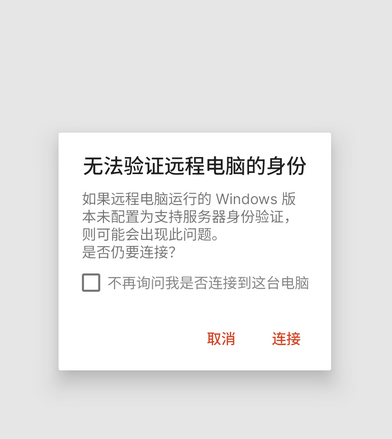 无法验证远程电脑的身份
如果远程电脑运行的 Windows 版
本未配置为支持服务器身份验证，
则可能会出现此问题。
是否仍要连接？
不再询问我是否连接到这台电脑
取消 连接